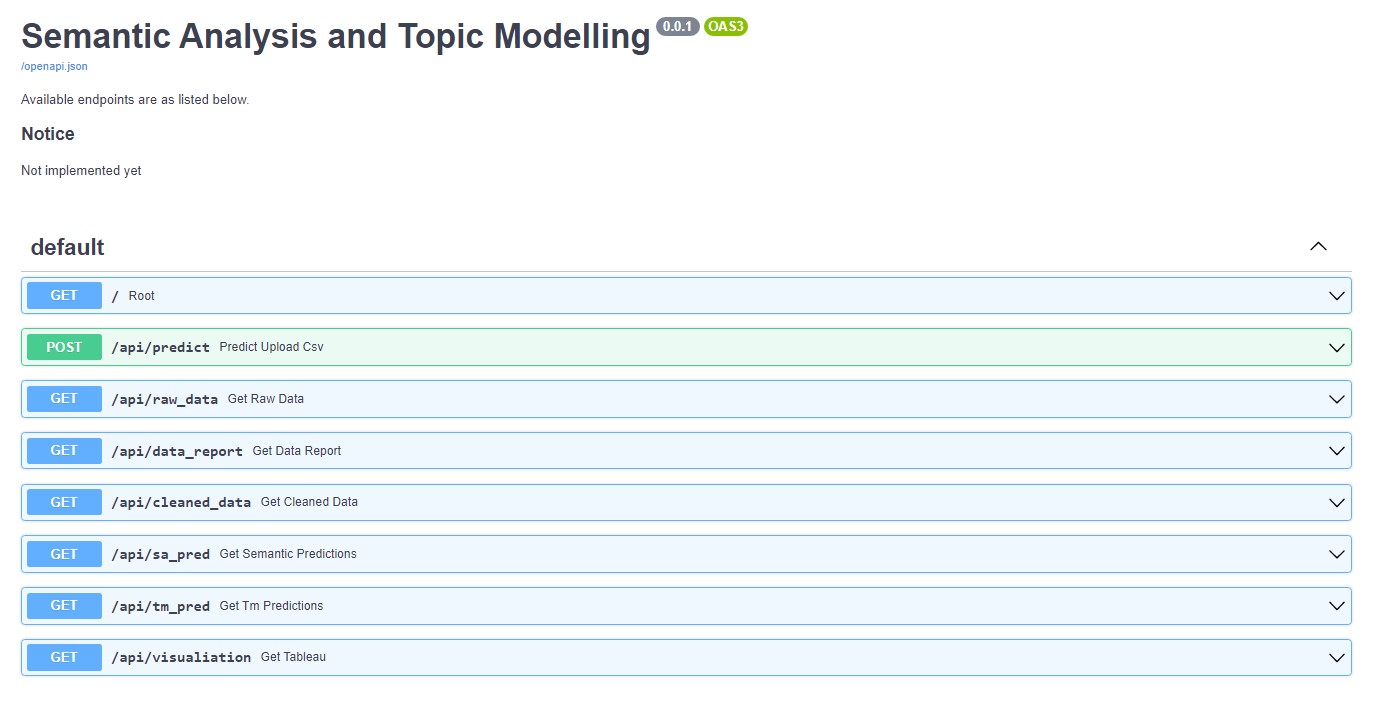 Semantic Analysis and Topic Modelling 0.0.1 OAS3
/openapi.json
Available endpoints are as listed below.
Notice
Not implemented yet
default
GET / Root
POST /api/predict Predict Upload Csv
GET /api/raw_data Get Raw Data
GET /api/data_report Get Data Report
GET /api/cleaned_data Get Cleaned Data
GET /api/sa_pred Get Semantic Predictions
GET /api/tm_pred Get Tm Predictions
GET /api/visualiation Get Tableau